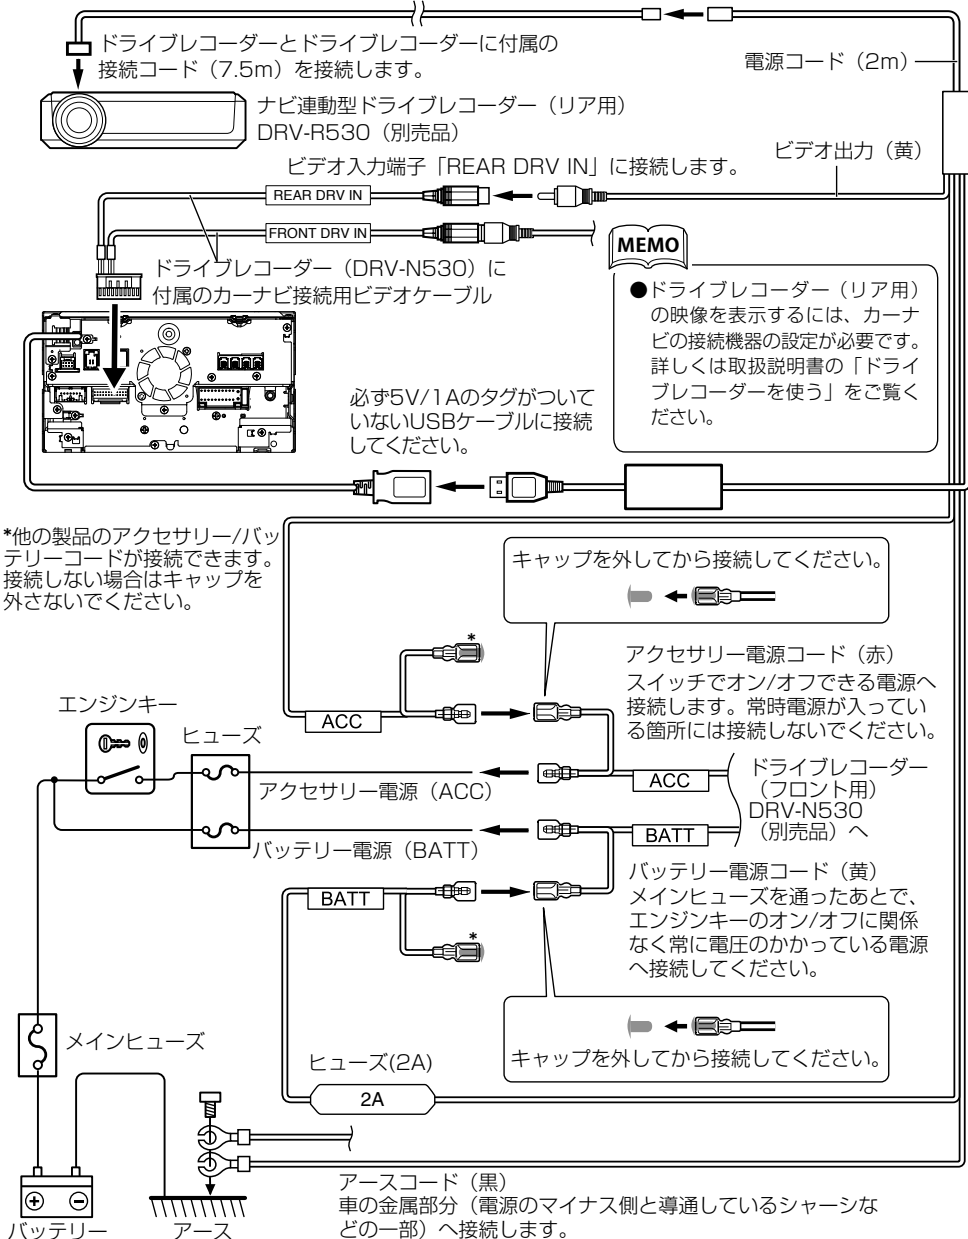 ドライブレコーダーとドライブレコーダーに付属の
接続コード（7.5m）を接続します。
電源コード（2m）
ナビ連動型ドライブレコーダー（リア用）
DRV-R530（別売品）
ビデオ出力（黄）
ビデオ入力端子「REAR DRV IN」に接続します。
REAR DRV IN
FRONT DRV IN
MEMO
ドライブレコーダー（DRV-N530）に
付属のカーナビ接続用ビデオケーブル
●ドライブレコーダー（リア用）
の映像を表示するには、カーナ
ビの接続機器の設定が必要です。
詳しくは取扱説明書の「ドライ
ブレコーダーを使う」をご覧く
ださい。
必ず5V/1Aのタグがついて
いないUSBケーブルに接続
してください。
*他の製品のアクセサリー/バッ
テリーコードが接続できます。
接続しない場合はキャップを
外さないでください。
キャップを外してから接続してください。
*
アクセサリー電源コード（赤）
スイッチでオン/オフできる電源へ
接続します。常時電源が入ってい
る箇所には接続しないでください。
エンジンキー
ヒューズ
ACC
アクセサリー電源（ACC）
ACC
ドライブレコーダー
（フロント用）
DRV-N530
（別売品）へ
BATT
バッテリー電源（BATT）
バッテリー電源コード（黄）
メインヒューズを通ったあとで、
エンジンキーのオン/オフに関係
なく常に電圧のかかっている電源
へ接続してください。
BATT
*
メインヒューズ
キャップを外してから接続してください。
ヒューズ(2A)
2A
アースコード（黒）
車の金属部分（電源のマイナス側と導通しているシャーシな
どの一部）へ接続します。
バッテリー
アース